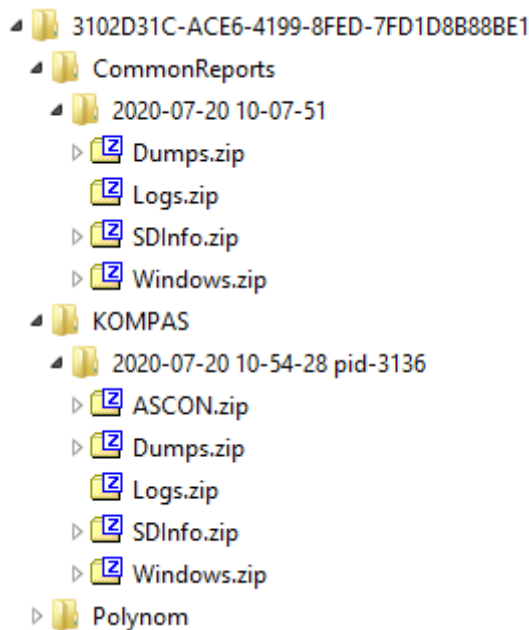 3102D31C-ACE6-4199-8FED-7FD1D8B88BE1
CommonReports
2020-07-20 10-07-51
Dumps.zip
Logs.zip
SDInfo.zip
Windows.zip
KOMPAS
2020-07-20 10-54-28 pid-3136
ASCON.zip
Dumps.zip
Logs.zip
SDInfo.zip
Windows.zip
Polynom